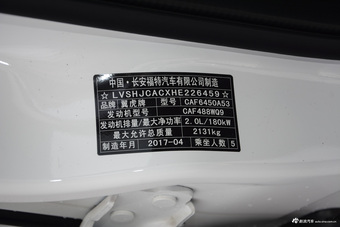 中国·长安福特汽车有限公司制造
☆LVSHJCACXHE226459☆
品牌 翼虎牌 型号 CAF6450A53
发动机型号 CAF488WQ9
发动机排量/最大净功率 2.0L/180kW
最大允许总质量 2131kg
制造年月 2017-04 乘坐人数 5